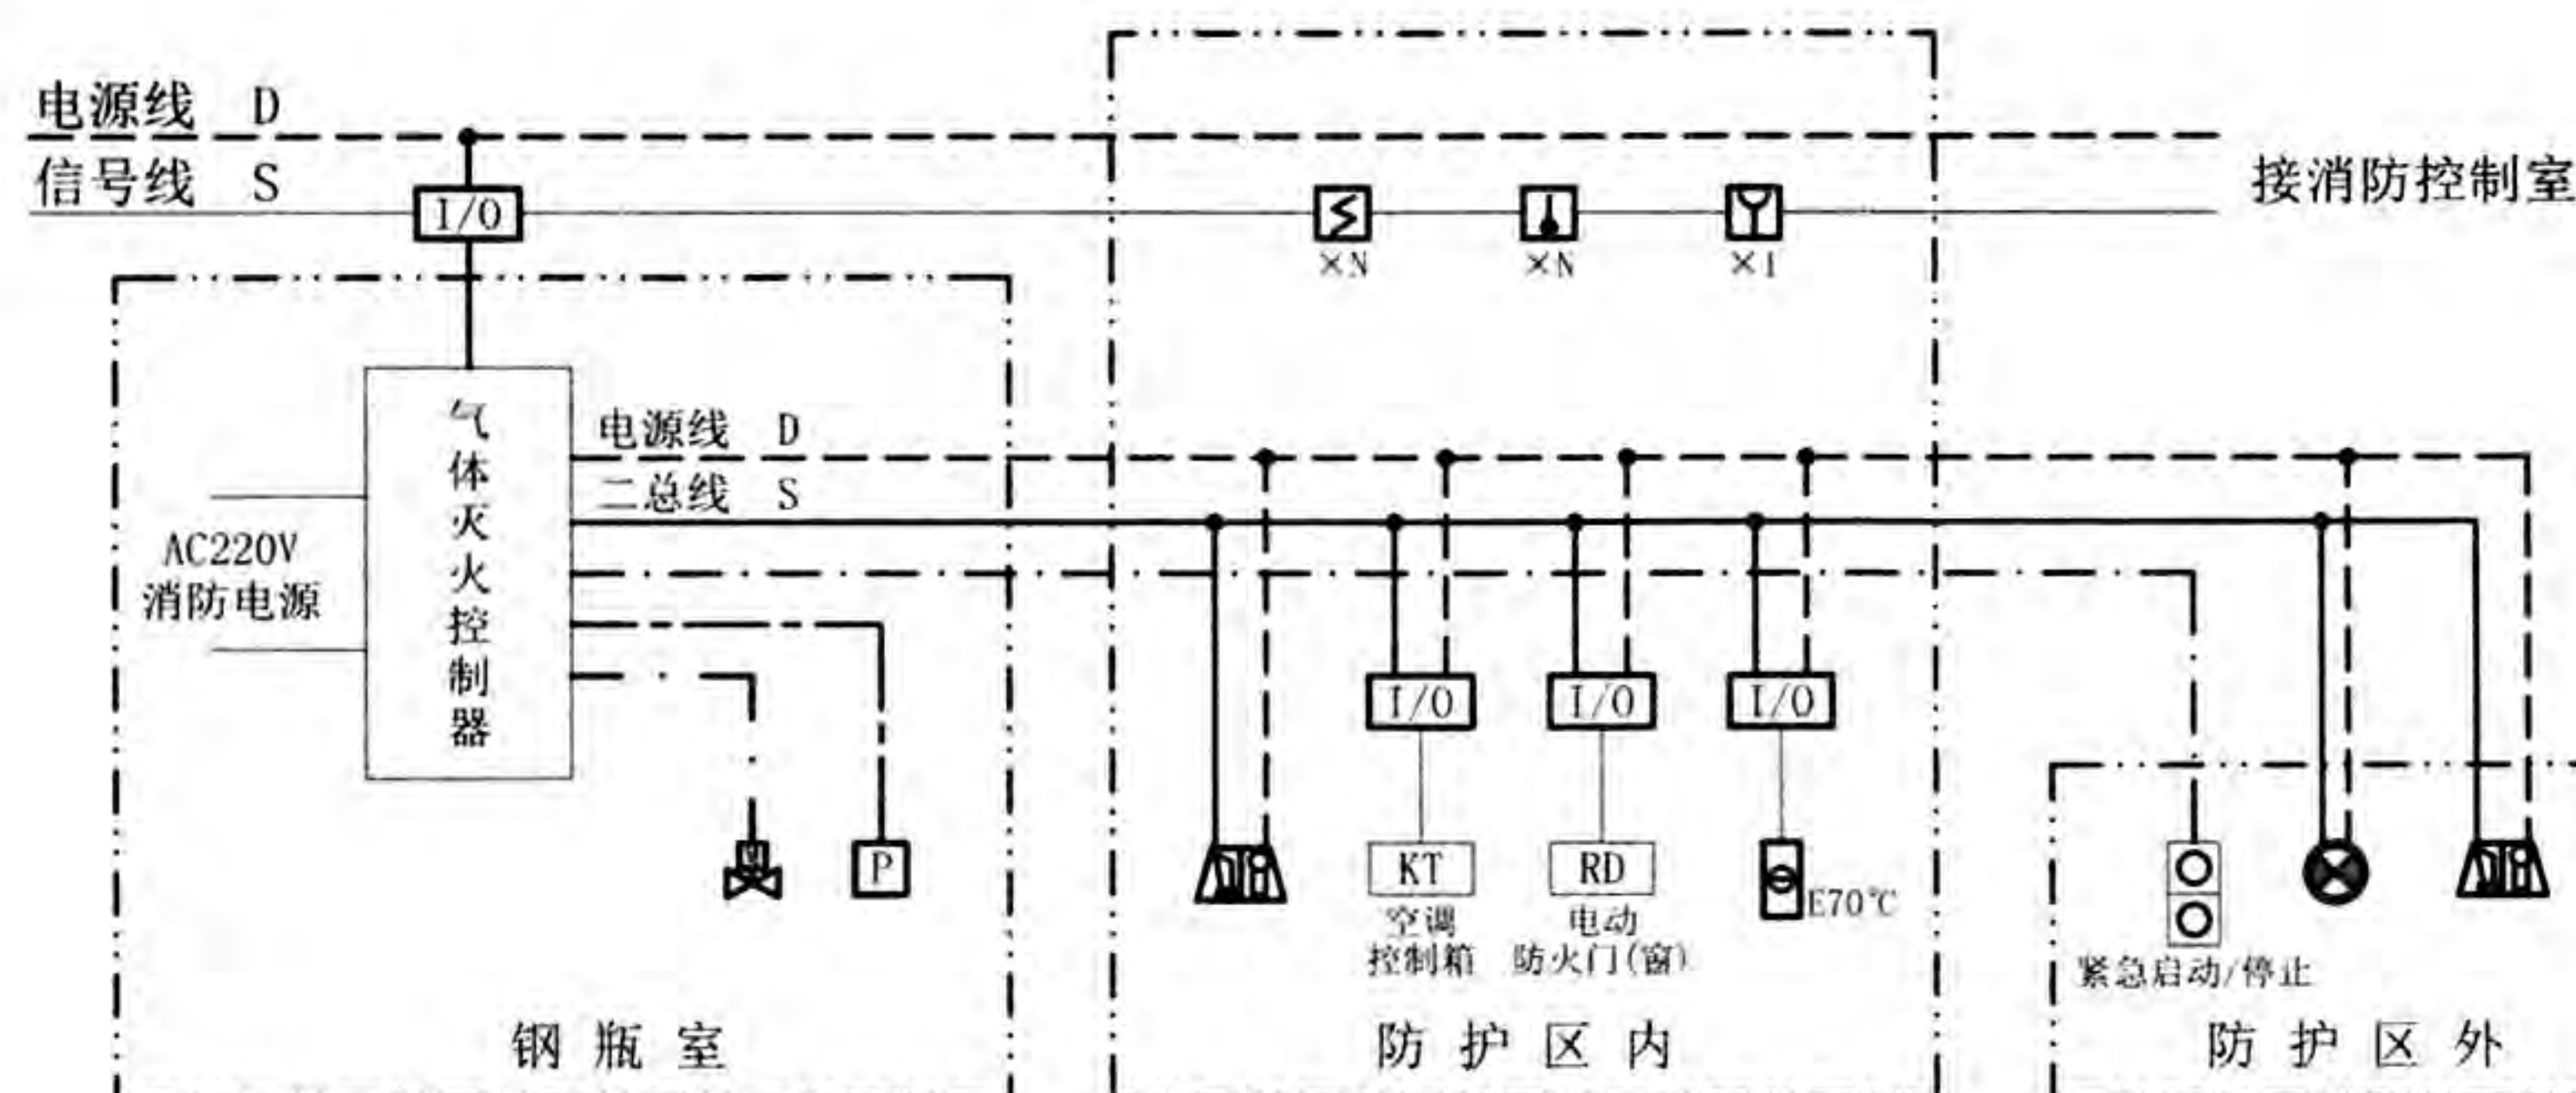 电源线 D
信号线 S
接消防控制室
I/O
×N
×N
×1
气体灭火控制器
电源线 D
二总线 S
AC220V
消防电源
I/O
I/O
I/O
P
KT
RD
E70℃
空调
控制箱
电动
防火门(窗)
紧急启动/停止
钢瓶室
防护区内
防护区外